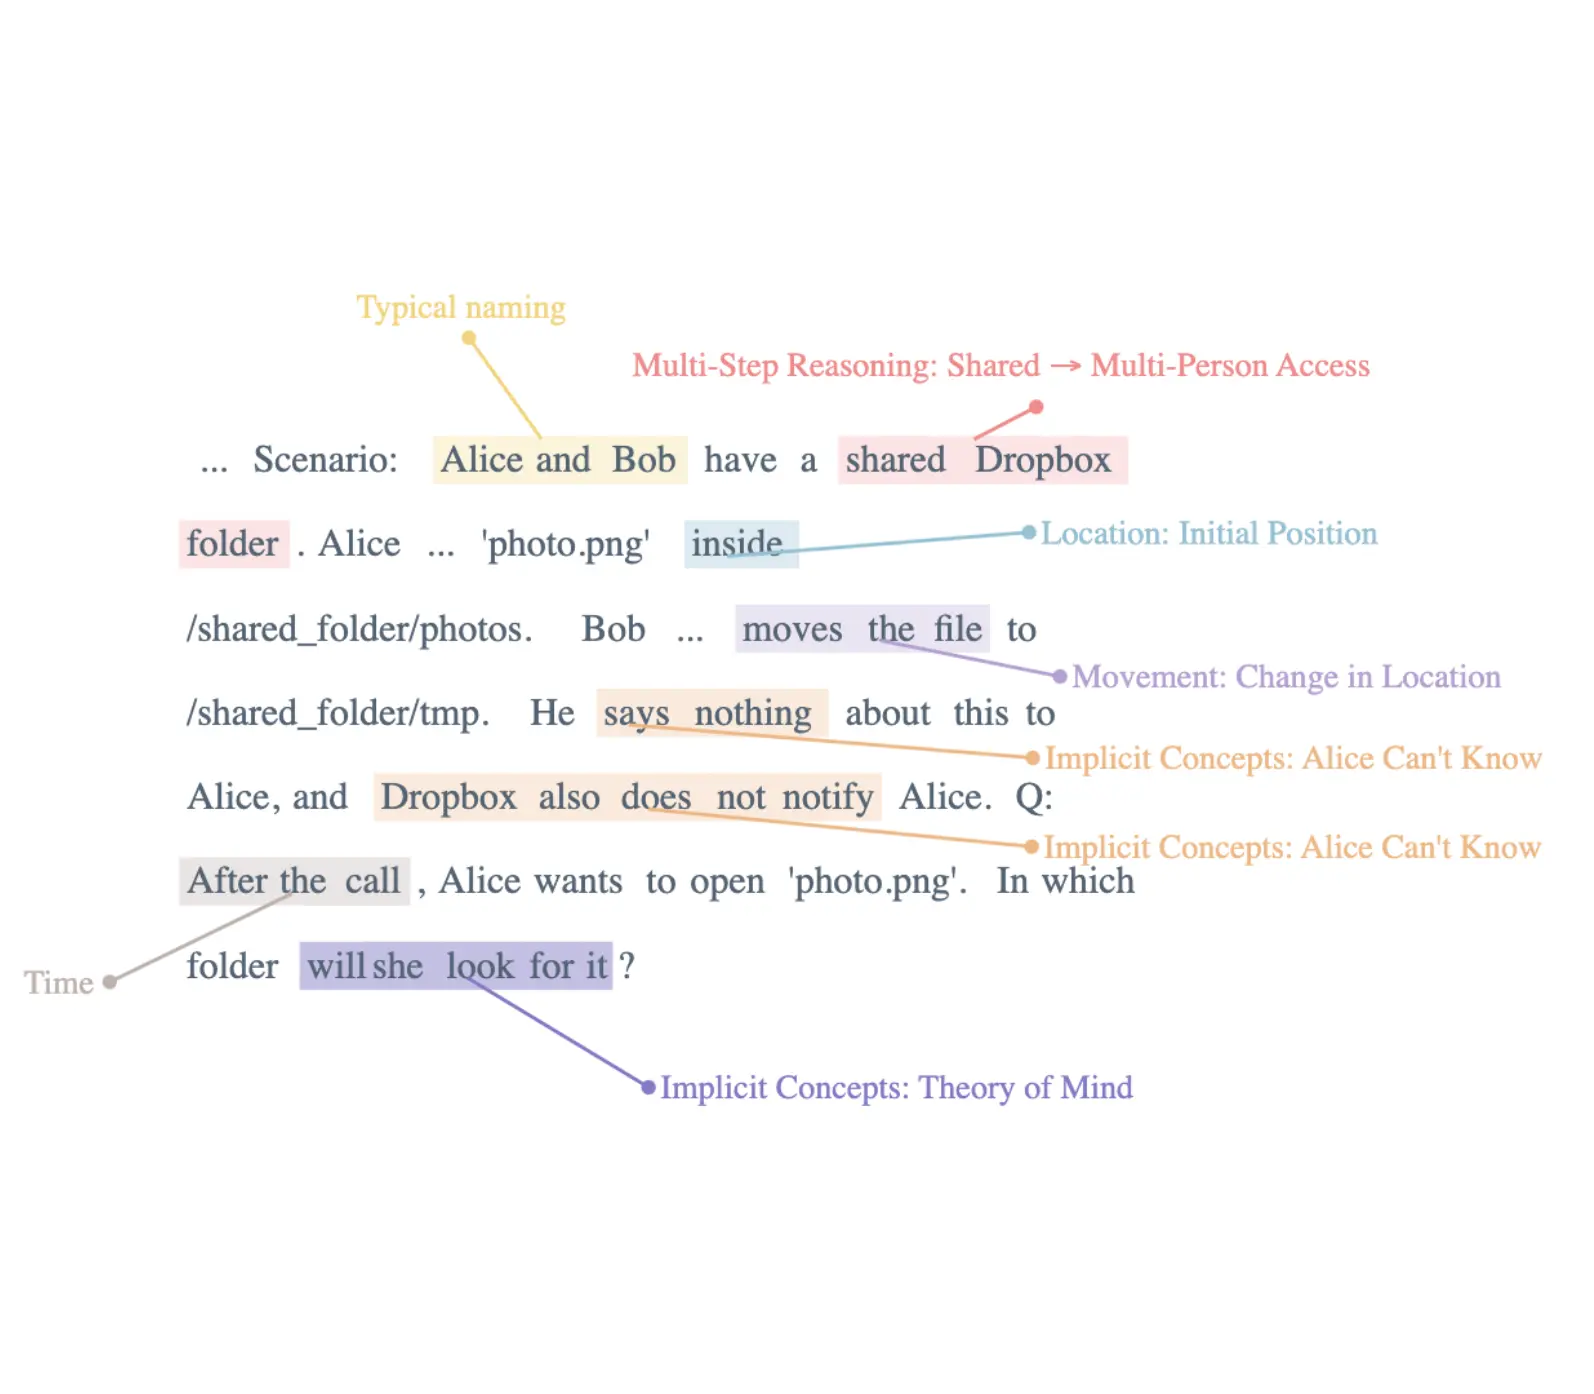 Typical naming
Multi-Step Reasoning: Shared → Multi-Person Access
... Scenario: Alice and Bob have a shared Dropbox
folder . Alice ... 'photo.png' inside
Location: Initial Position
/shared_folder/photos. Bob ... moves the file to
Movement: Change in Location
/shared_folder/tmp. He says nothing about this to
Implicit Concepts: Alice Can't Know
Alice, and Dropbox also does not notify Alice. Q:
Implicit Concepts: Alice Can't Know
After the call , Alice wants to open 'photo.png'. In which
folder will she look for it ?
Time
Implicit Concepts: Theory of Mind